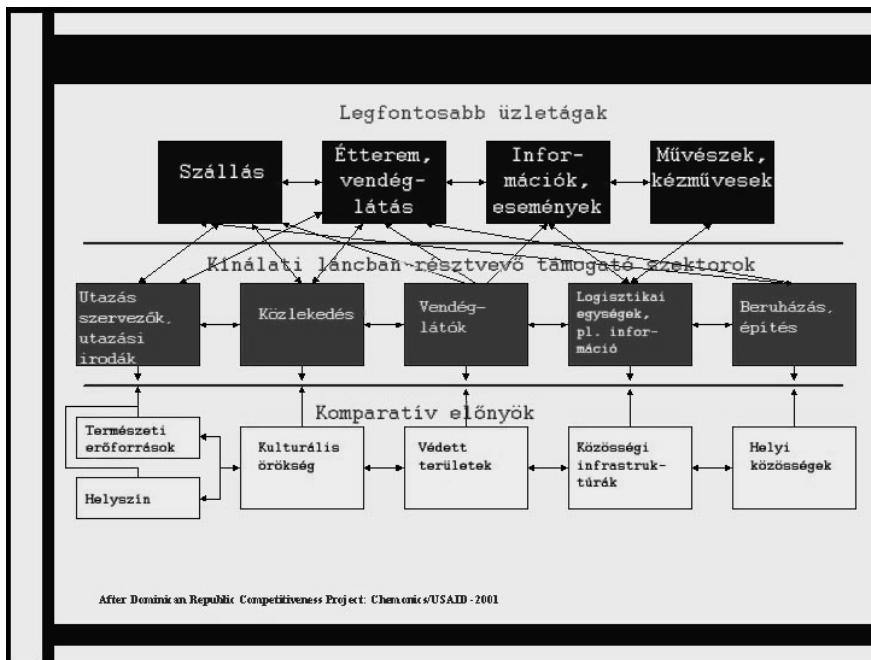 Legfontosabb üzletágak
Szállás
Étterem,
vendég-
látás
Infor-
mációk,
események
Művészek,
kézművesek
Kínálati láncban résztvevő támogató szektorok
Utazás
szervezők,
utazási
irodák
Közlekedés
Vendég-
látók
Logisztikai
egységek,
pl. infor-
máció
Beruházás,
építés
Komparatív előnyök
Természeti
erőforrások
Helyszín
Kulturális
örökség
Védett
területek
Közösségi
infrastruk-
túrák
Helyi
közösségek
After Dominican Republic Competitiveness Project: Chemonics/USAID-2001